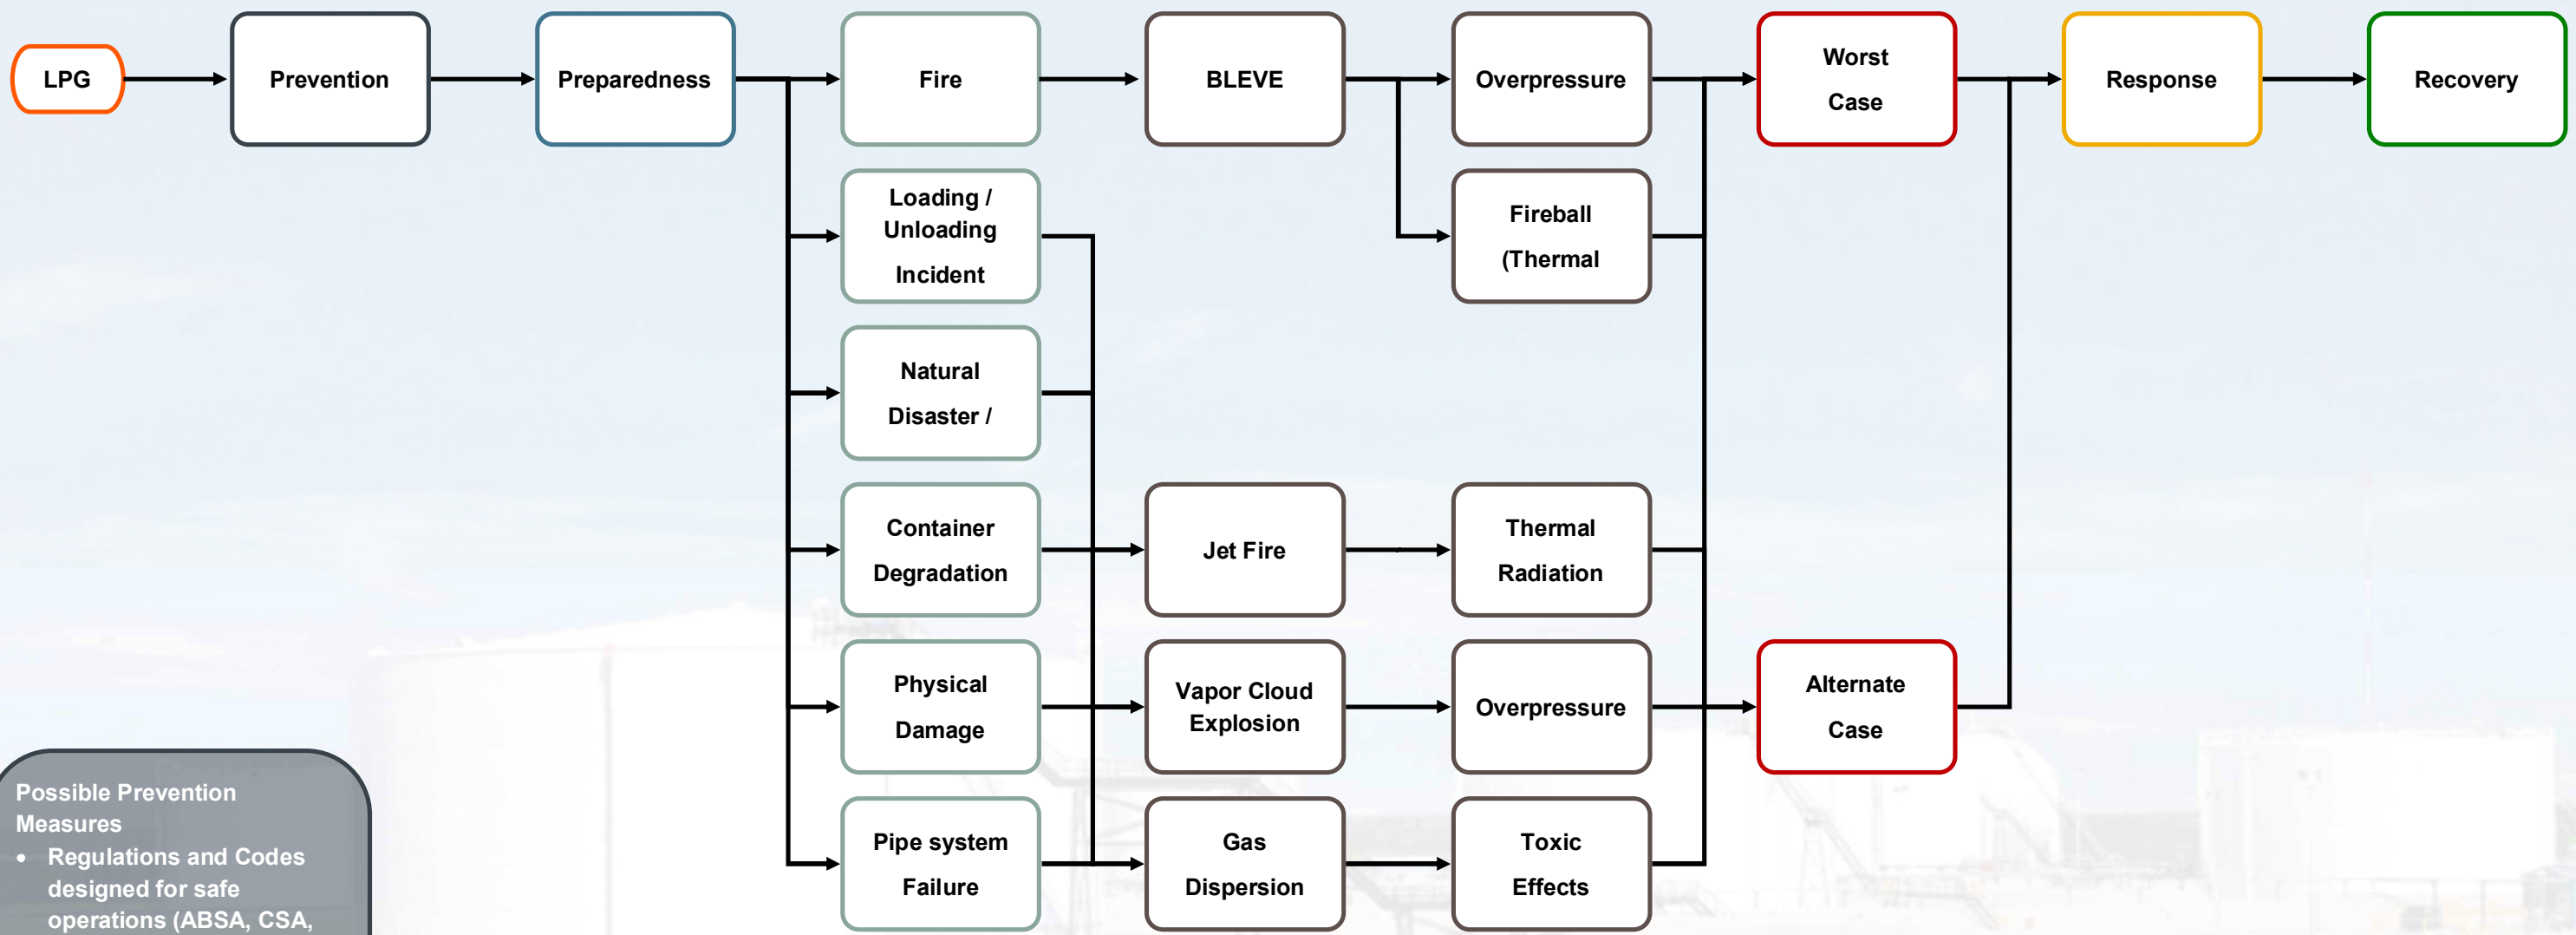 LPG
Prevention
Preparedness
Fire
BLEVE
Overpressure
Worst
Case
Response
Recovery
Loading /
Unloading
Incident
Fireball
(Thermal
Natural
Disaster /
Container
Degradation
Jet Fire
Thermal
Radiation
Physical
Damage
Vapor Cloud
Explosion
Overpressure
Alternate
Case
Pipe system
Failure
Gas
Dispersion
Toxic
Effects
Possible Prevention
Measures
• Regulations and Codes
designed for safe
operations (ABSA, CSA,